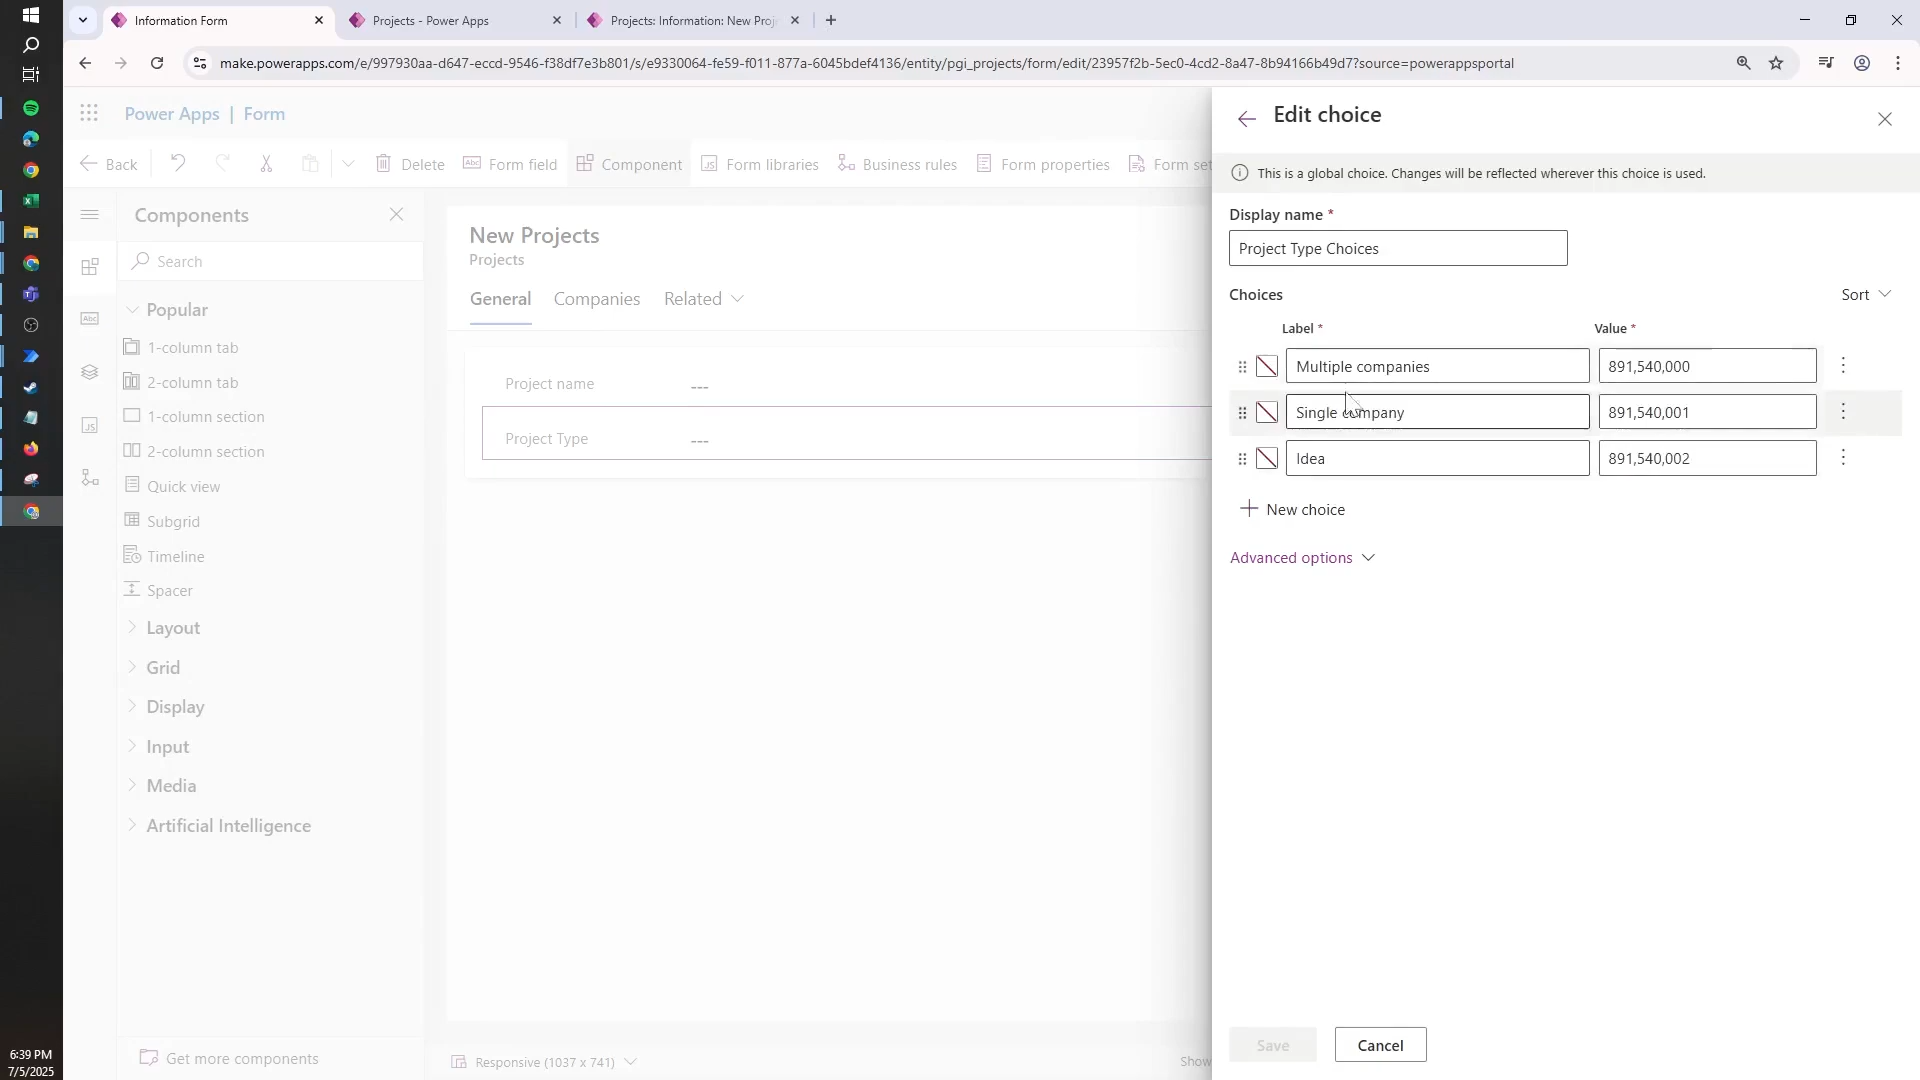 Information Form
Projects - Power Apps
Projects: Information: New Proj
make.powerapps.com/e/997930aa-d647-eccd-9546-f38df7e3b801/s/e9330064-fe59-f011-877a-6045bdef4136/entity/pgi_projects/form/edit/23957f2b-5ec0-4cd2-8a47-8b94166b49d7?source=powerappsportal
Power Apps | Form
Back
Delete
Form field
Component
Form libraries
Business rules
Form properties
Form set
Components
Search
Popular
1-column tab
2-column tab
1-column section
2-column section
Quick view
Subgrid
Timeline
Spacer
Layout
Grid
Display
Input
Media
Artificial Intelligence
Get more components
New Projects
Projects
General Companies Related
Project name ---
Project Type ---
Responsive (1037 x 741)
Show
Edit choice
This is a global choice. Changes will be reflected wherever this choice is used.
Display name *
Project Type Choices
Choices Sort
Label * Value *
Multiple companies 891,540,000
Single company 891,540,001
Idea 891,540,002
New choice
Advanced options
Save Cancel
6:39 PM
7/5/2025